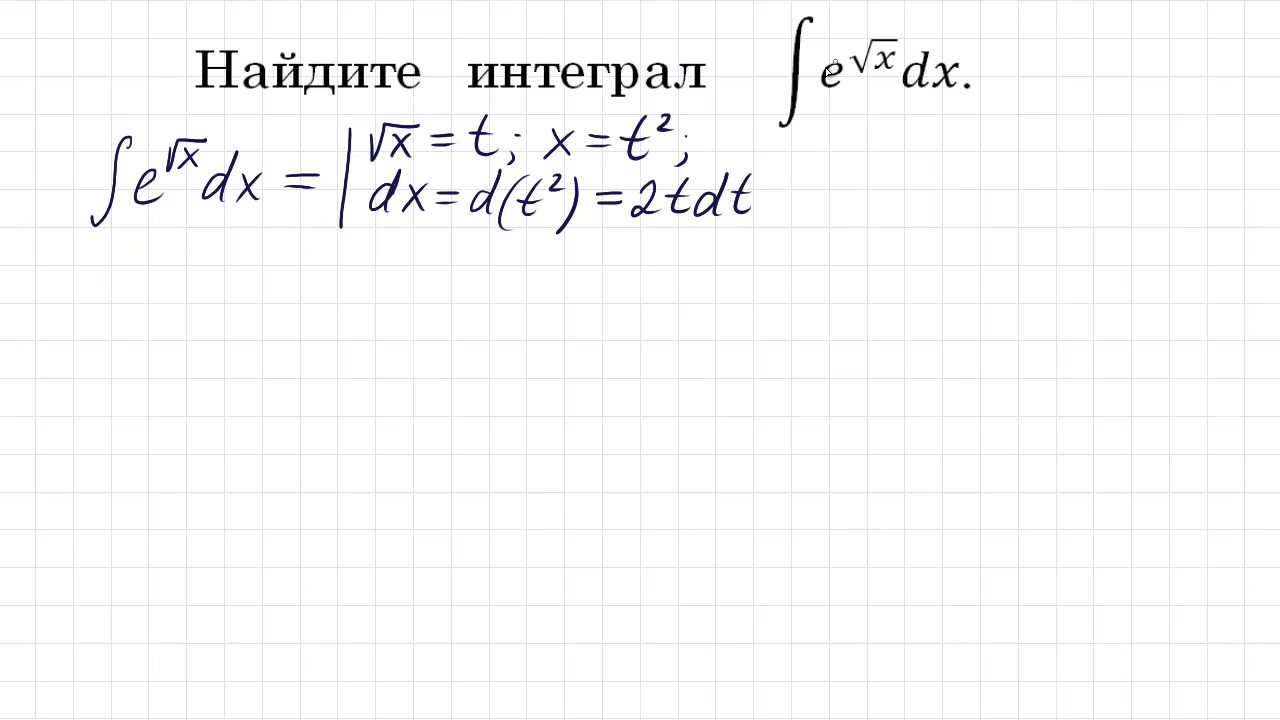 Найдите интеграл ∫e^√x dx.
∫e^√x dx = | √x = t; x = t²;
dx = d(t²) = 2tdt